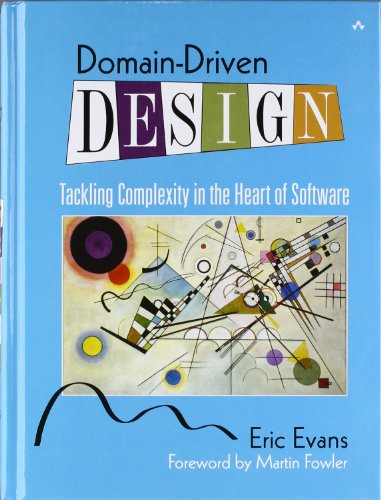 Domain-Driven
DESIGN
Tackling Complexity in the Heart of Software
Eric Evans
Foreword by Martin Fowler